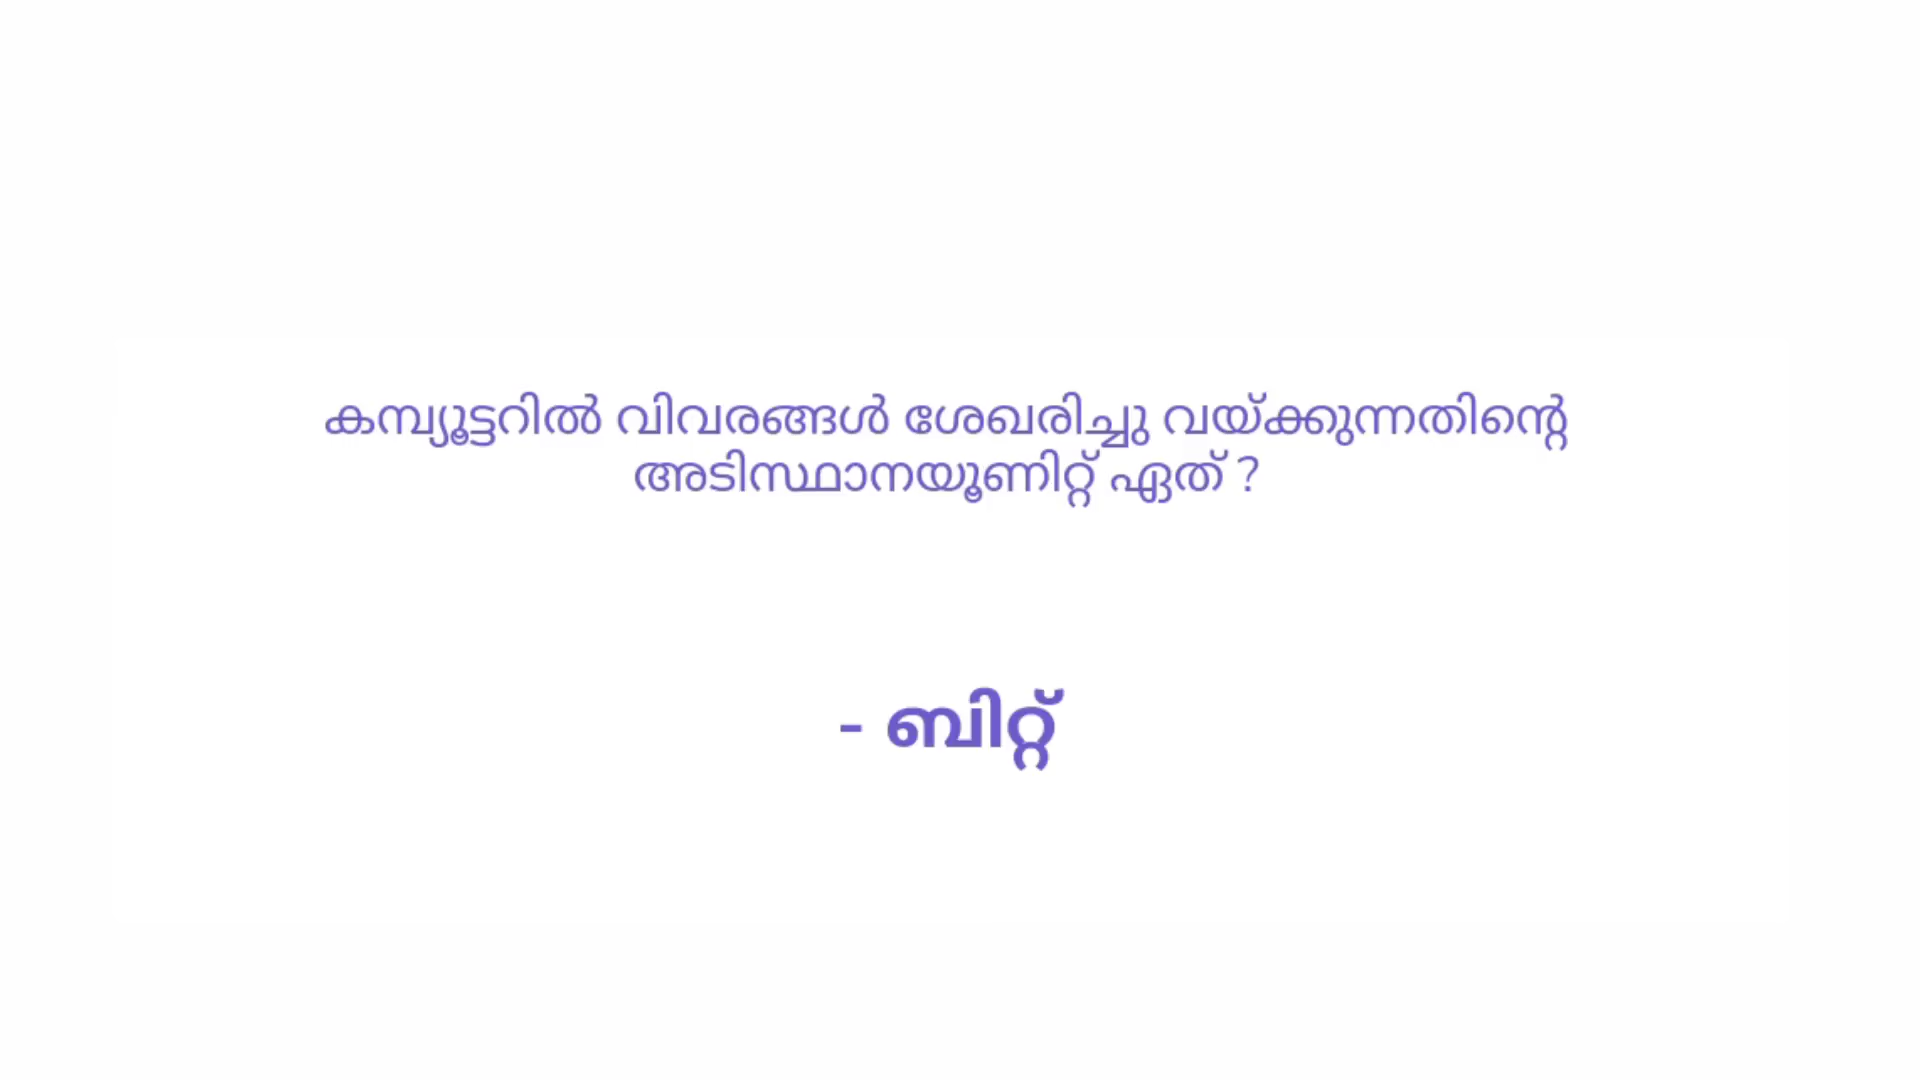 കമ്പ്യൂട്ടറിൽ വിവരങ്ങൾ ശേഖരിച്ചു വയ്ക്കുന്നതിന്റെ
അടിസ്ഥാനയൂണിറ്റ് ഏത് ?
- ബിറ്റ്